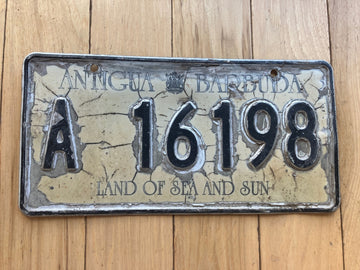 ANTIGUA BARBUDA
A 16198
LAND OF SEA AND SUN